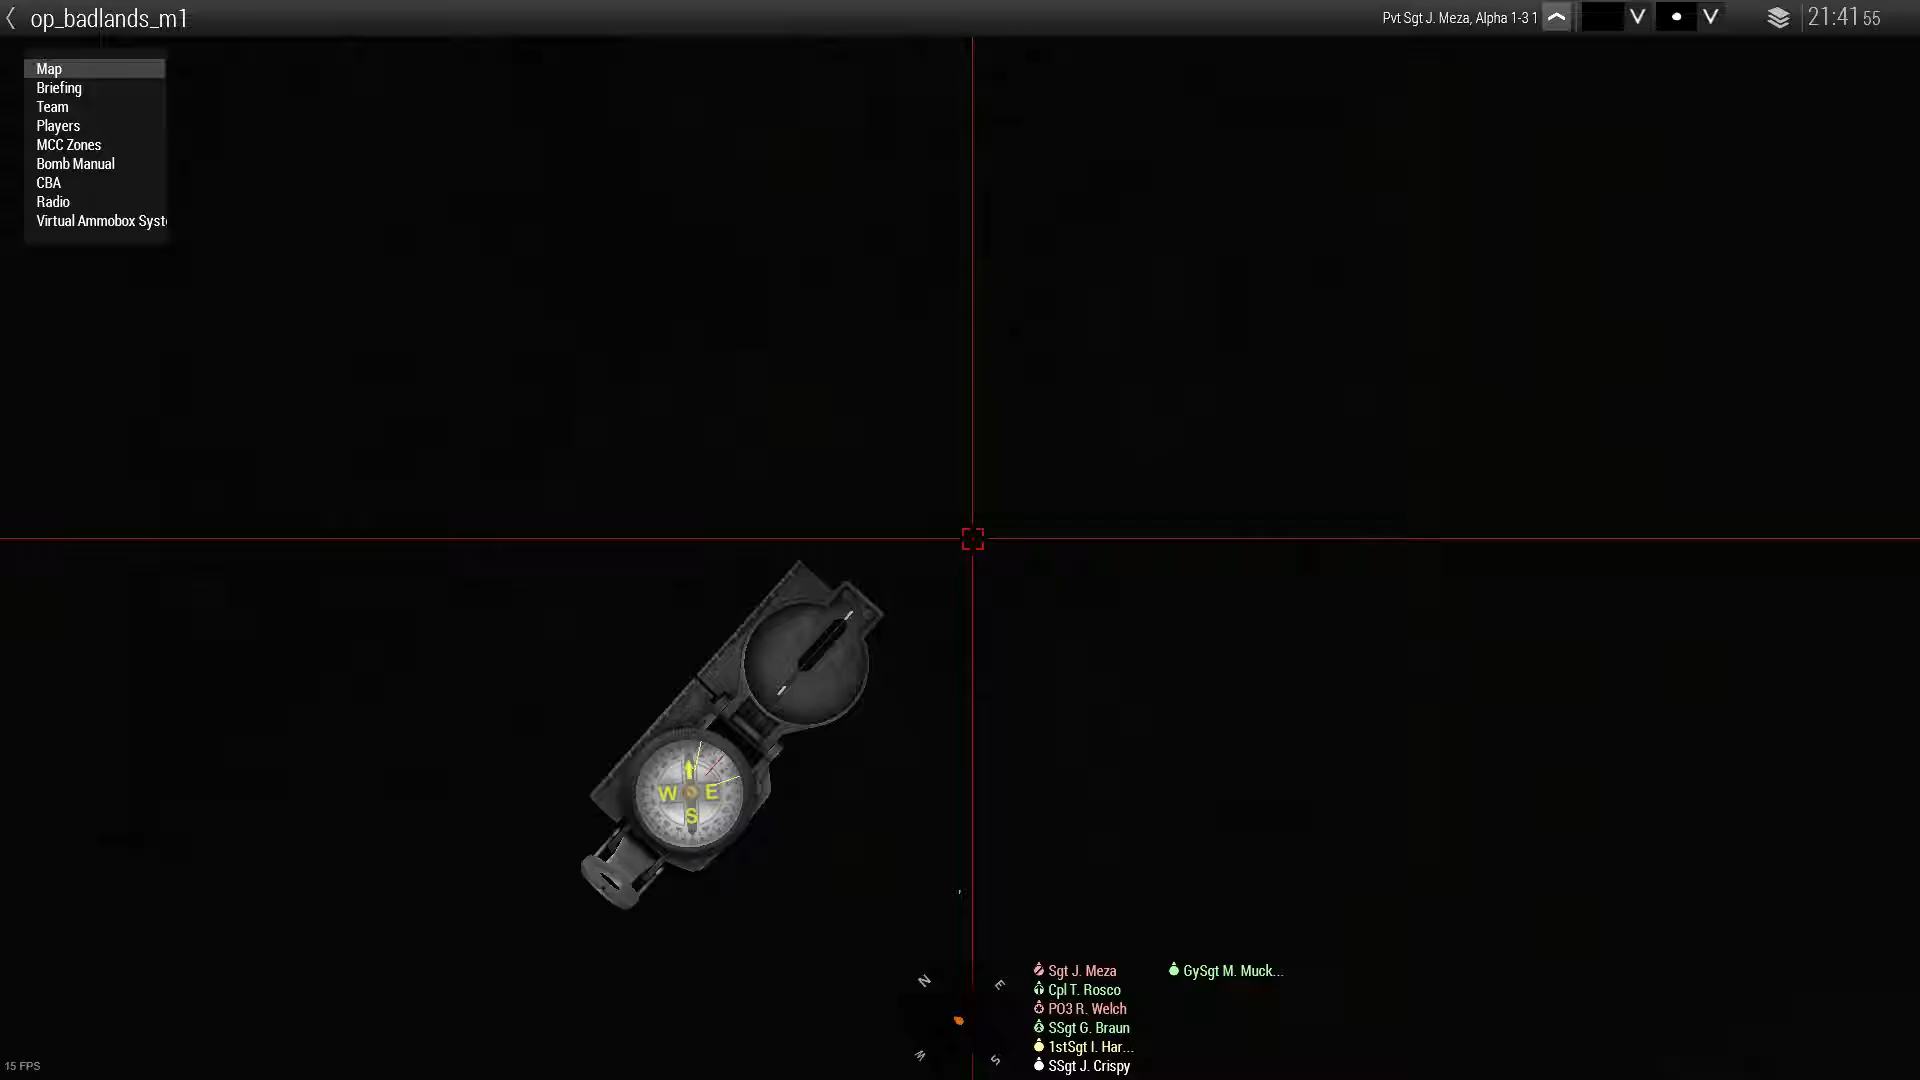 op_badlands_m1
Pvt Sgt J. Meza, Alpha 1-3 1
21:41 55
Map
Briefing
Team
Players
MCC Zones
Bomb Manual
CBA
Radio
Virtual Ammobox Syst
W E
S
N E
W S
Sgt J. Meza
Cpl T. Rosco
PO3 R. Welch
SSgt G. Braun
1stSgt I. Har...
SSgt J. Crispy
GySgt M. Muck...
15 FPS